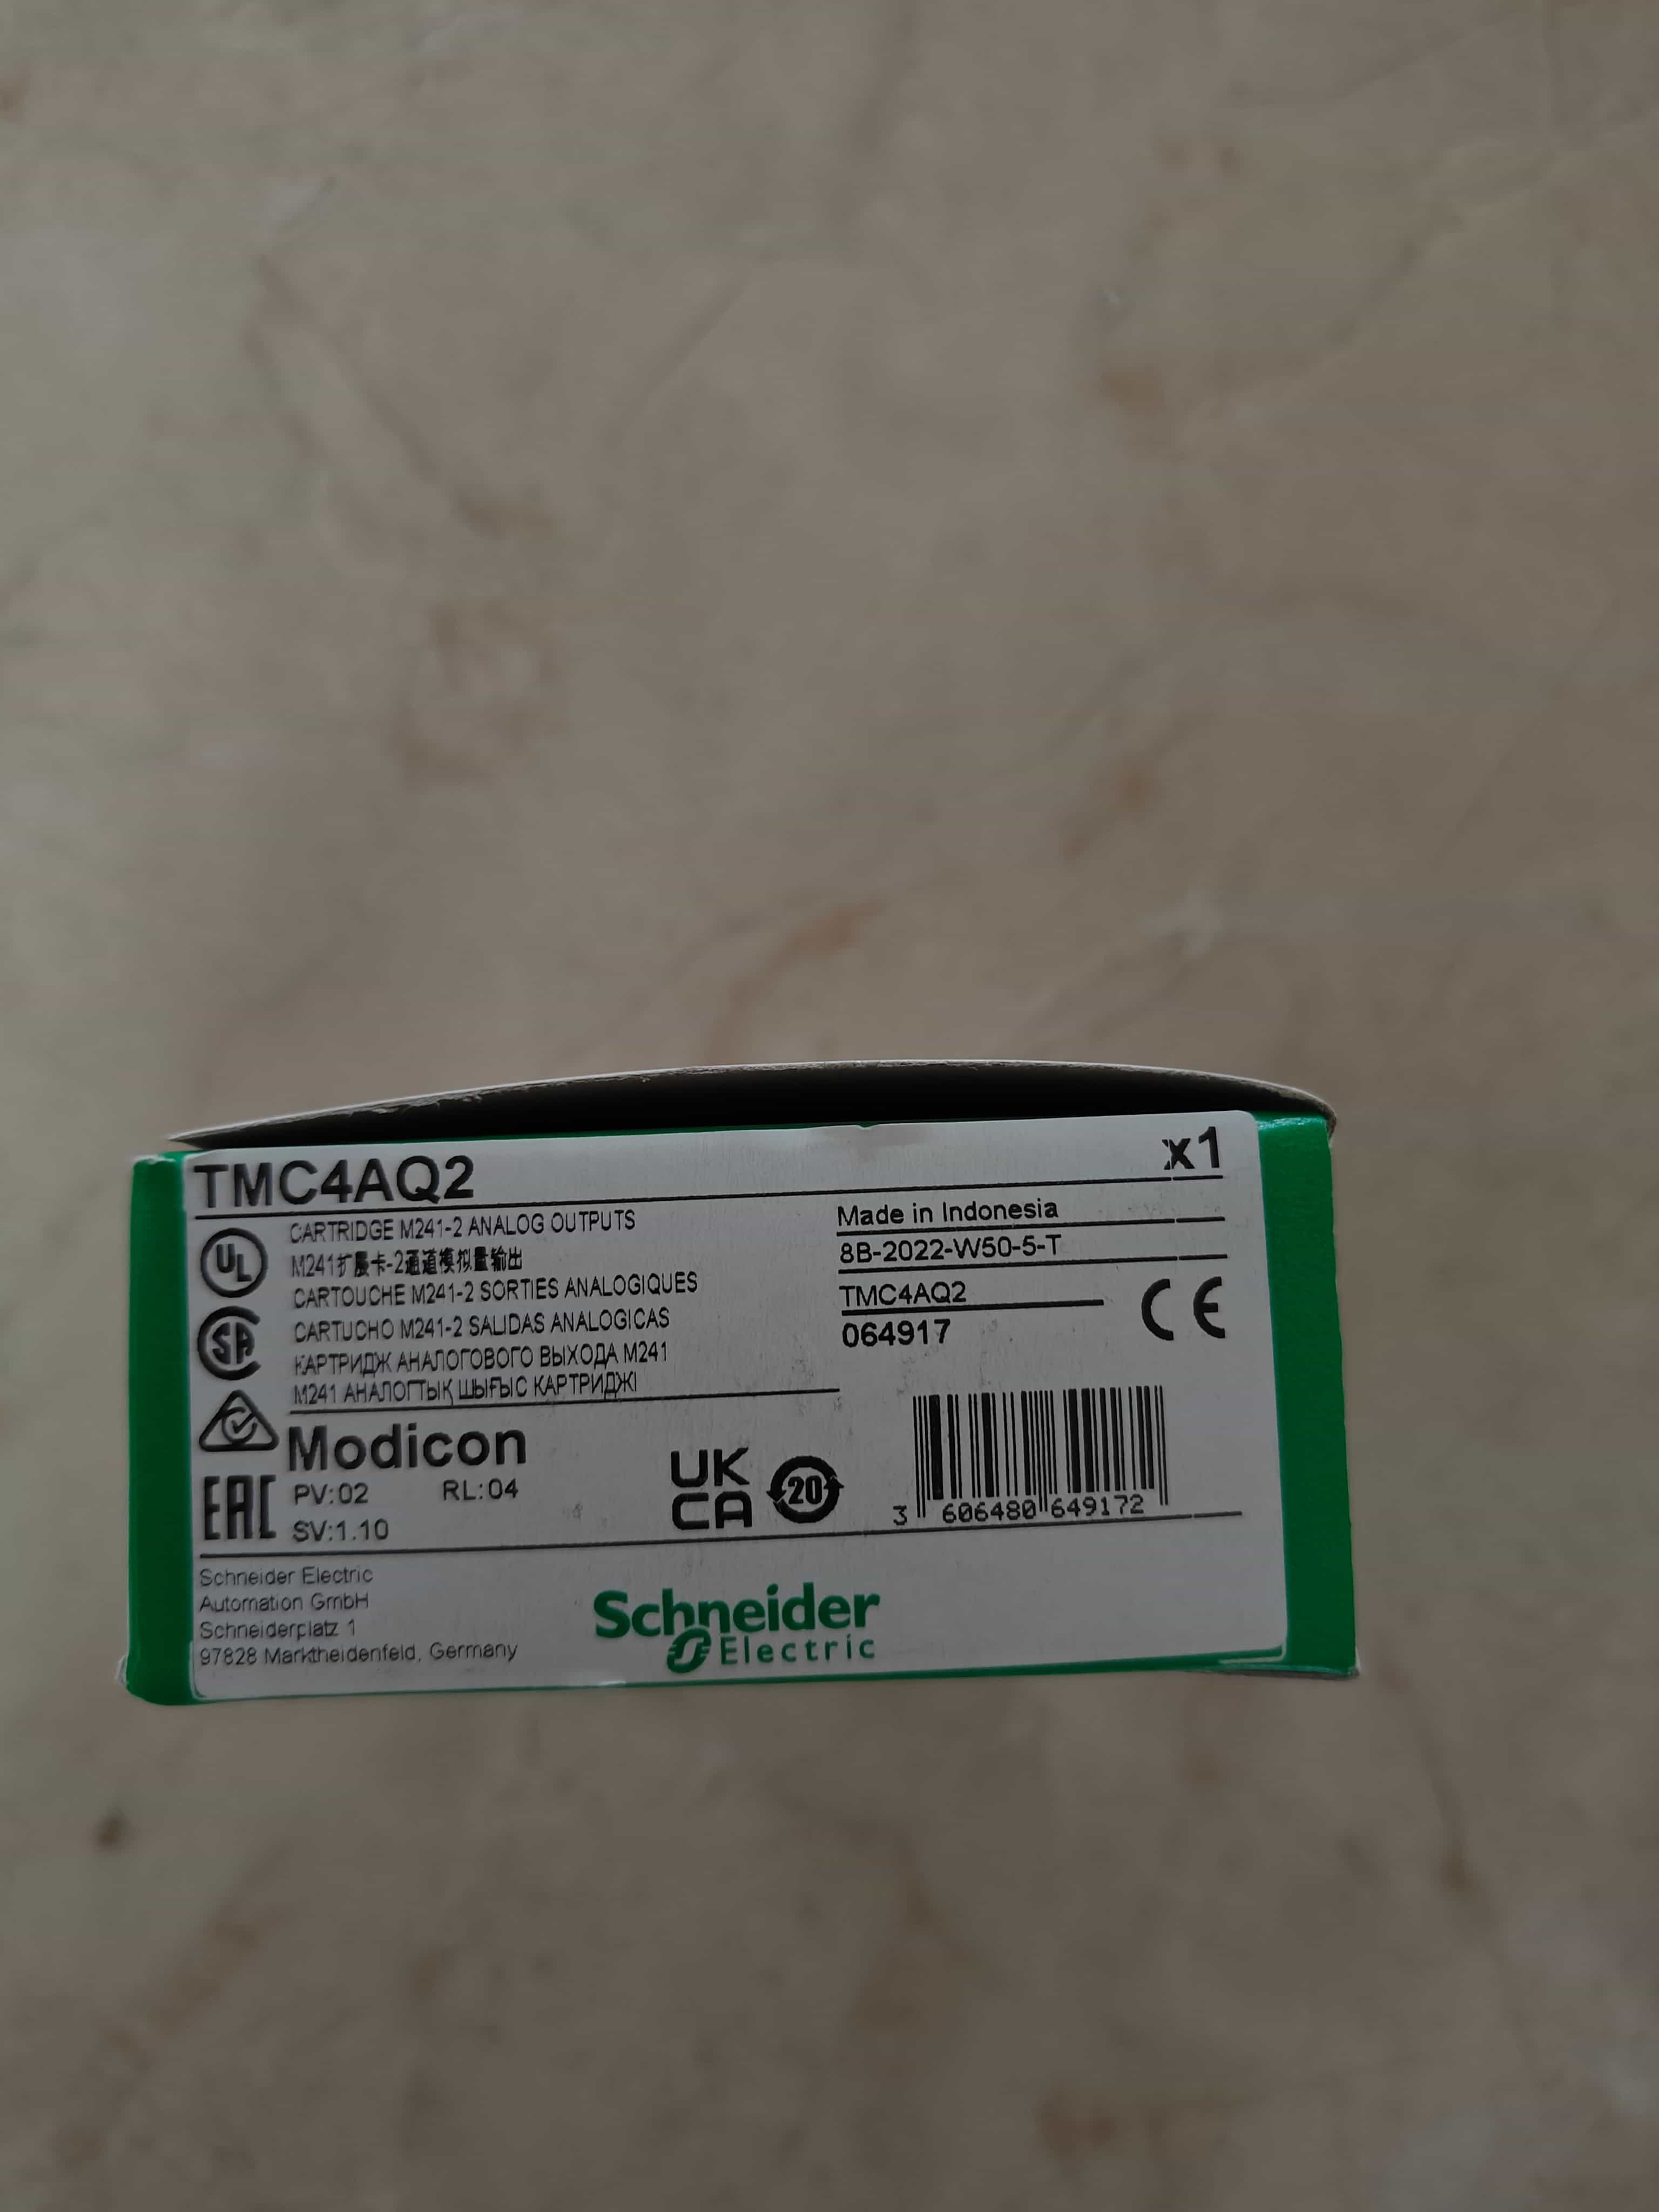 TMC4AQ2
x1
CARTRIDGE M241-2 ANALOG OUTPUTS
M241扩展卡-2通道模拟量输出
CARTOUCHE M241-2 SORTIES ANALOGIQUES
CARTUCHO M241-2 SALIDAS ANALOGICAS
КАРТРИДЖ АНАЛОГОВОГО ВЫХОДА M241
M241 АНАЛОГТЫҚ ШЫҒЫС КАРТРИДЖІ
Made in Indonesia
8B-2022-W50-5-T
TMC4AQ2
064917
CE
UL
SA
EAC
Modicon
PV:02 RL:04
SV:1.10
UK
CA
20
3 606480 649172
Schneider Electric
Automation GmbH
Schneiderplatz 1
97828 Marktheidenfeld, Germany
Schneider
Electric